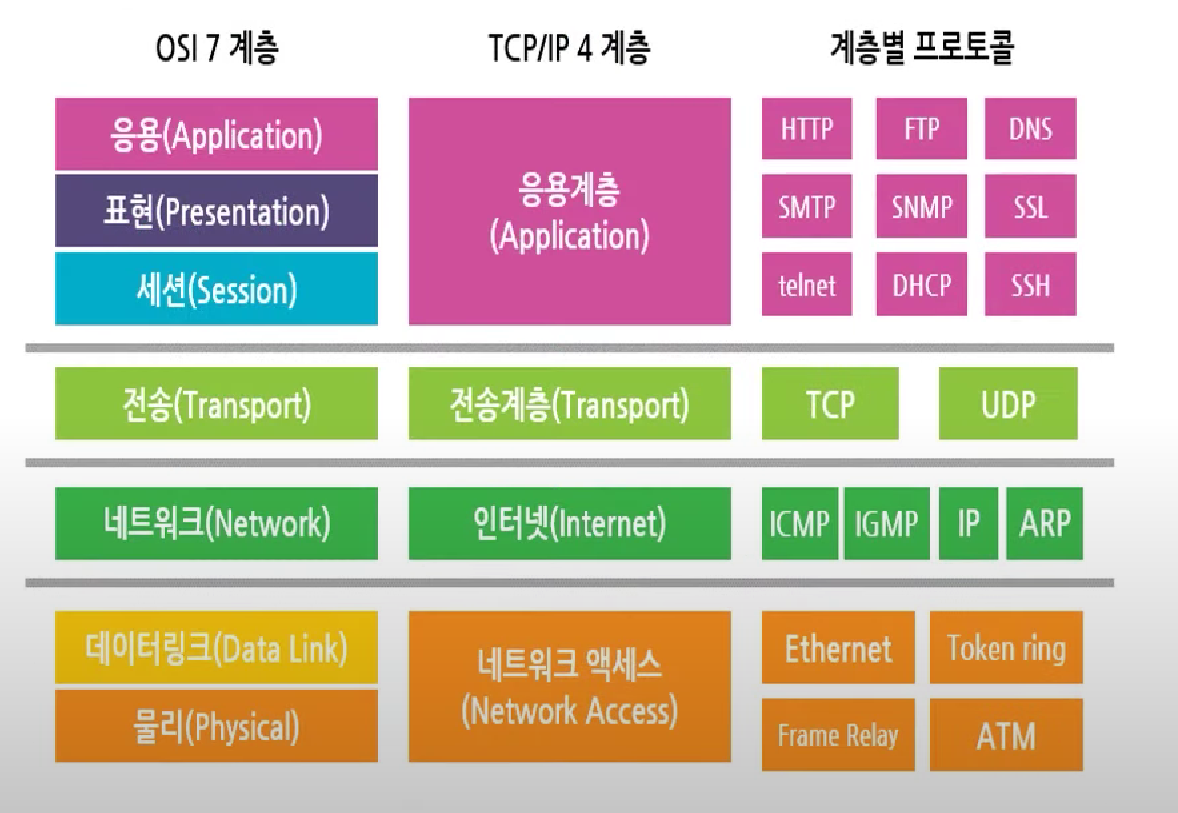 OSI 7 계층
TCP/IP 4 계층
계층별 프로토콜
응용(Application)
표현(Presentation)
세션(Session)
응용계층
(Application)
HTTP
FTP
DNS
SMTP
SNMP
SSL
telnet
DHCP
SSH
전송(Transport)
전송계층(Transport)
TCP
UDP
네트워크(Network)
인터넷(Internet)
ICMP
IGMP
IP
ARP
데이터링크(Data Link)
물리(Physical)
네트워크 액세스
(Network Access)
Ethernet
Token ring
Frame Relay
ATM